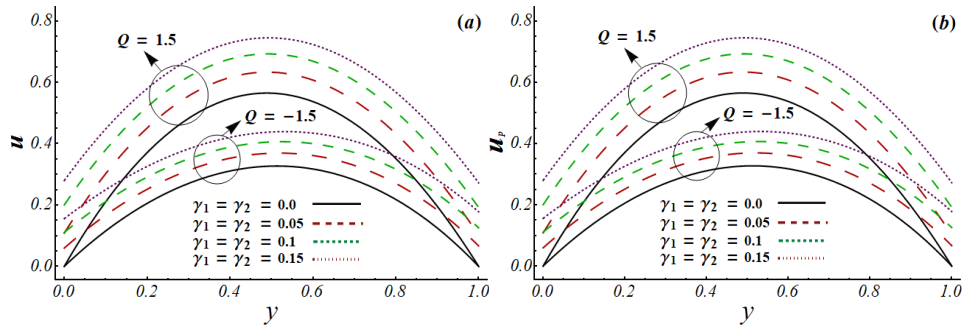 (a)
0.8
Q = 1.5
0.6
Q = −1.5
u
0.4
0.2
γ1 = γ2 = 0.0
γ1 = γ2 = 0.05
γ1 = γ2 = 0.1
γ1 = γ2 = 0.15
0.0
0.0 0.2 0.4 0.6 0.8 1.0
y
(b)
0.8
Q = 1.5
0.6
Q = −1.5
up
0.4
0.2
γ1 = γ2 = 0.0
γ1 = γ2 = 0.05
γ1 = γ2 = 0.1
γ1 = γ2 = 0.15
0.0
0.0 0.2 0.4 0.6 0.8 1.0
y